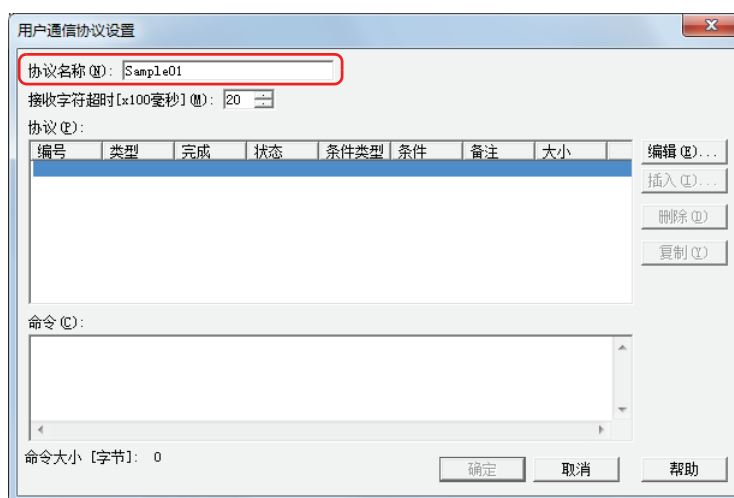 用户通信协议设置
协议名称(N): Sample01
接收字符超时[x100毫秒](M): 20
协议(P):
编号 类型 完成 状态 条件类型 条件 备注 大小
编辑(E)...
插入(I)...
删除(D)
复制(Y)
命令(C):
命令大小 [字节]: 0
确定 取消 帮助